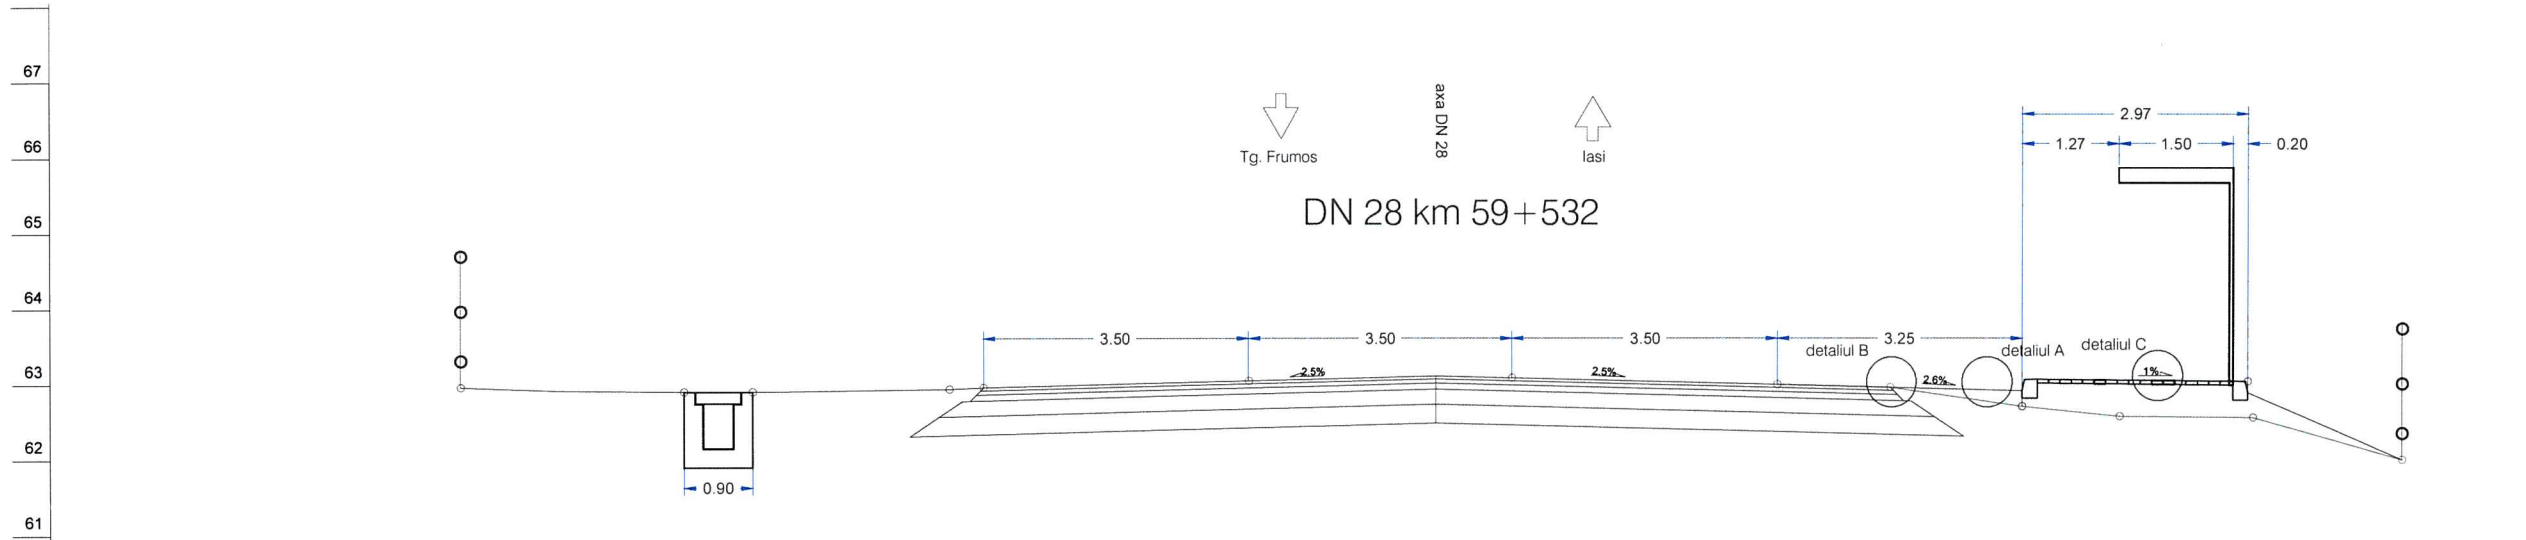 67
66
65
64
63
62
61
axa DN 28
Tg. Frumos
Iasi
DN 28 km 59+532
2.97
1.27
1.50
0.20
3.50
3.50
3.50
3.25
detaliul B
detaliul A
detaliul C
2.5%
2.5%
2.6%
1%
0.90